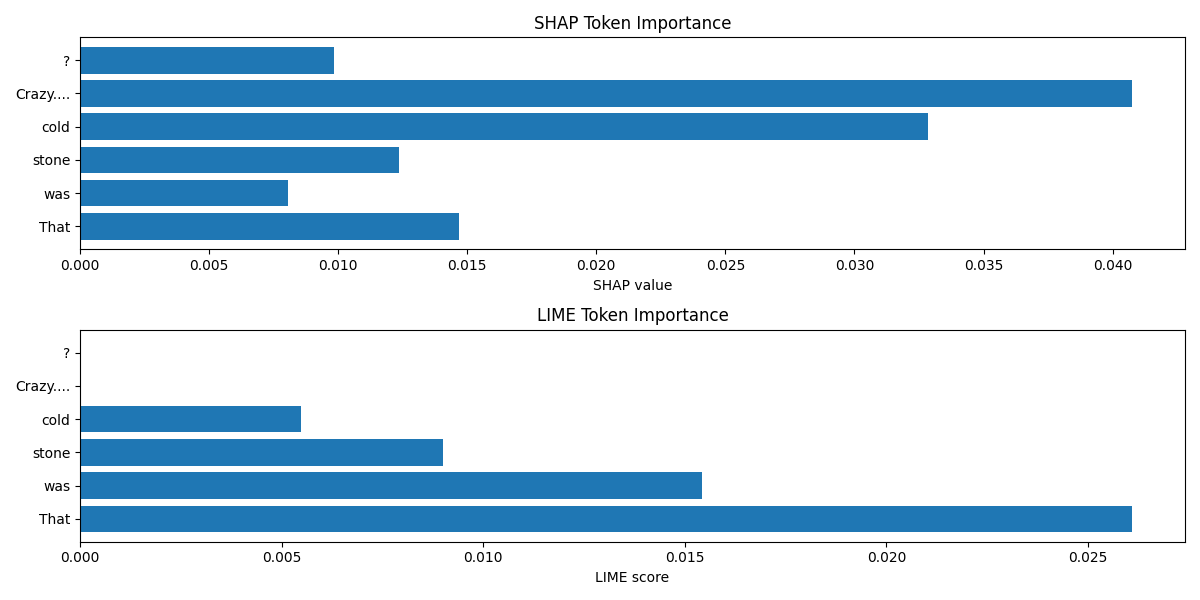 SHAP Token Importance
?
Crazy....
cold
stone
was
That
0.000 0.005 0.010 0.015 0.020 0.025 0.030 0.035 0.040
SHAP value
LIME Token Importance
?
Crazy....
cold
stone
was
That
0.000 0.005 0.010 0.015 0.020 0.025
LIME score